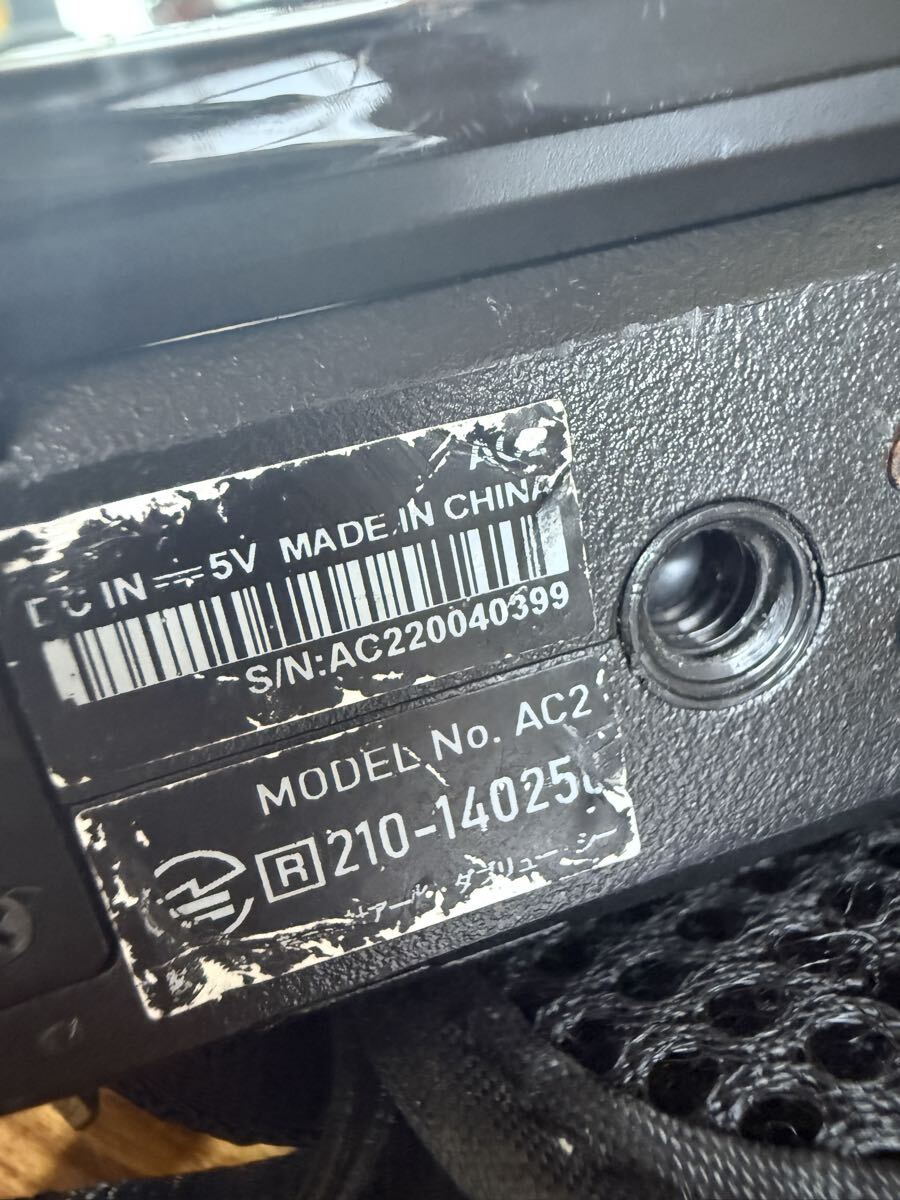 AC2
DC IN ⎓ 5V MADE IN CHINA
S/N:AC220040399
MODEL No. AC2
R 210-14025
アール・ダブリュー・シー